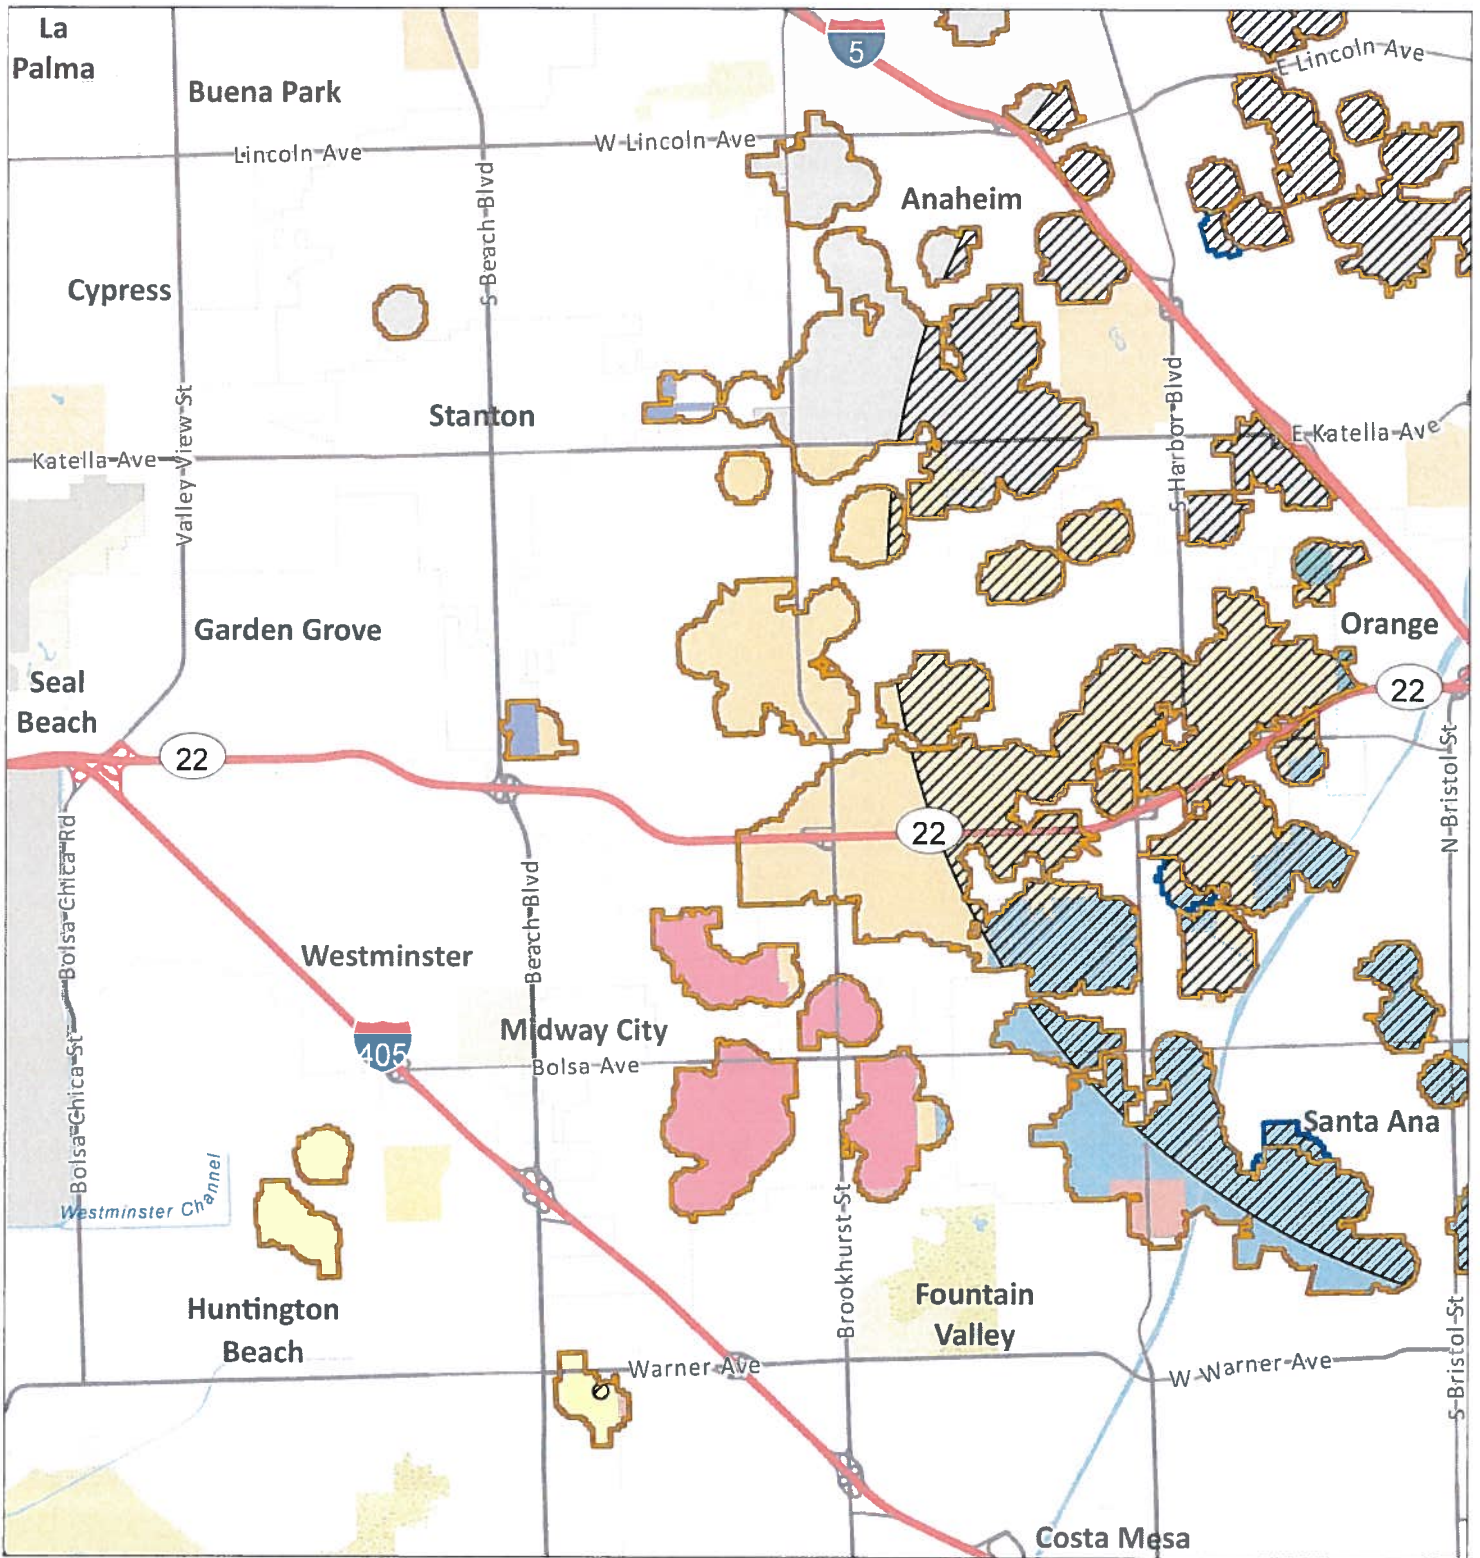 La
Palma
Buena Park
5
E Lincoln Ave
Lincoln Ave
W Lincoln Ave
S Beach Blvd
Anaheim
Cypress
Valley View St
Stanton
S Harbor Blvd
E Katella Ave
Katella Ave
Garden Grove
Orange
Seal
Beach
22
22
22
N Bristol St
Bolsa Chica Rd
Beach Blvd
Westminster
Midway City
405
Bolsa Ave
Bolsa Chica St
Santa Ana
Westminster Channel
Brookhurst St
Huntington
Beach
Fountain
Valley
Warner Ave
W Warner Ave
S Bristol St
Costa Mesa